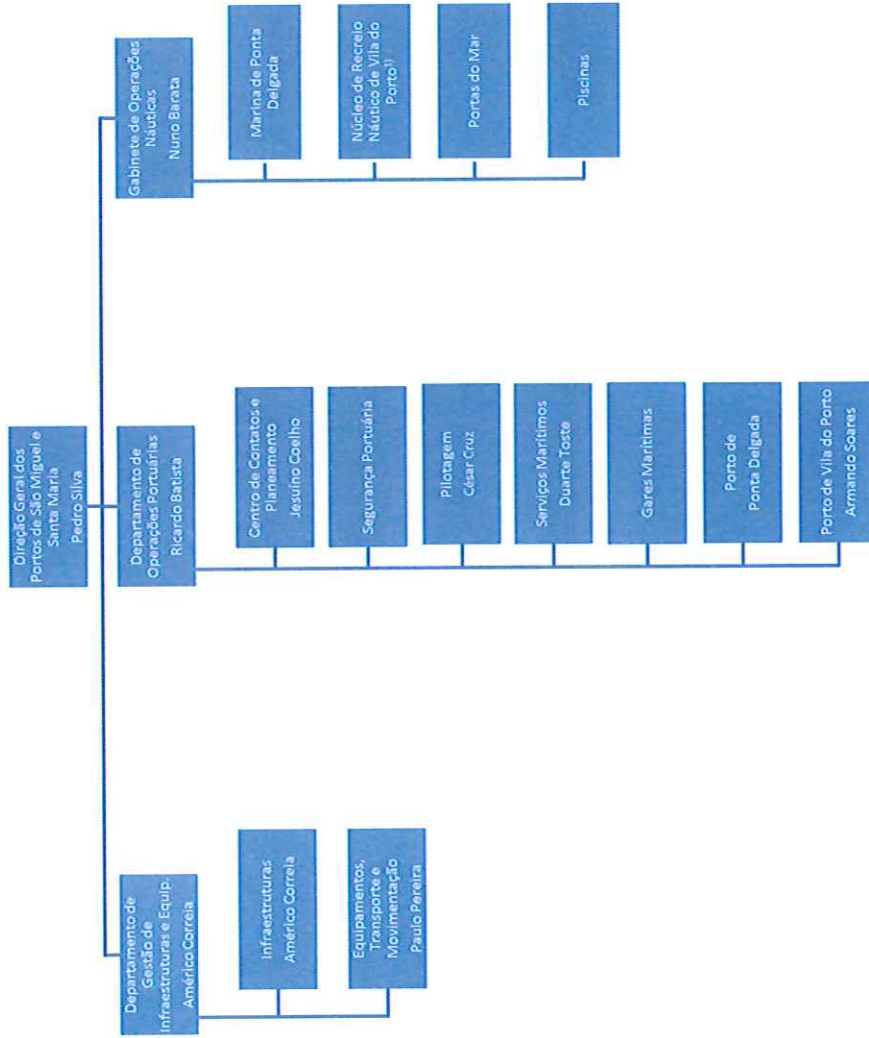 Direção Geral dos
Portos de São Miguel e
Santa Maria
Pedro Silva
Departamento de
Gestão de
Infraestruturas e Equip.
Américo Correia
Infraestruturas
Américo Correia
Equipamentos,
Transporte e
Movimentação
Paulo Pereira
Departamento de
Operações Portuárias
Ricardo Batista
Centro de Contatos e
Planeamento
Jesuíno Coelho
Segurança Portuária
Pilotagem
César Cruz
Serviços Marítimos
Duarte Toste
Gares Marítimas
Porto de
Ponta Delgada
Porto de Vila do Porto
Armando Soares
Gabinete de Operações
Náuticas
Nuno Barata
Marina de Ponta
Delgada
Núcleo de Recreio
Náutico de Vila do
Porto¹⁾
Portas do Mar
Piscinas